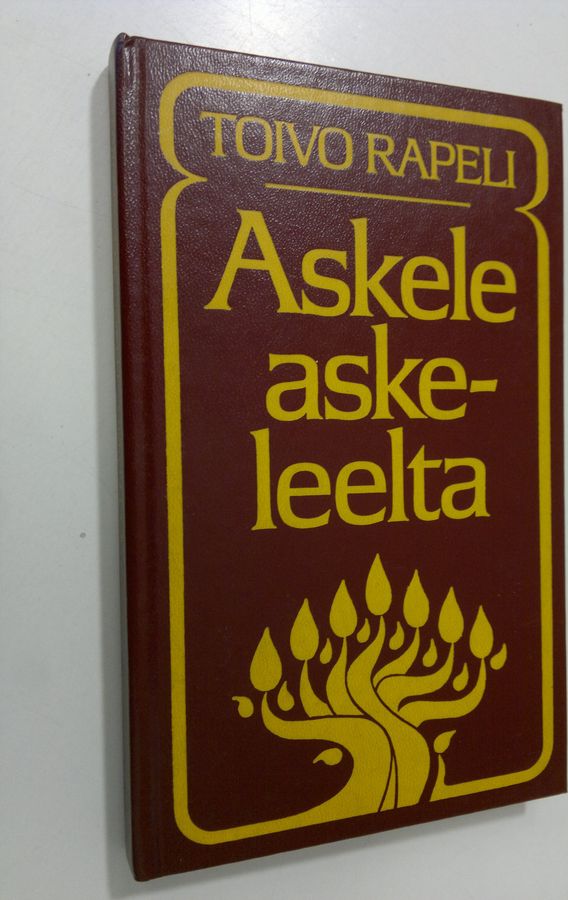 TOIVO RAPELI
Askele
aske-
leelta